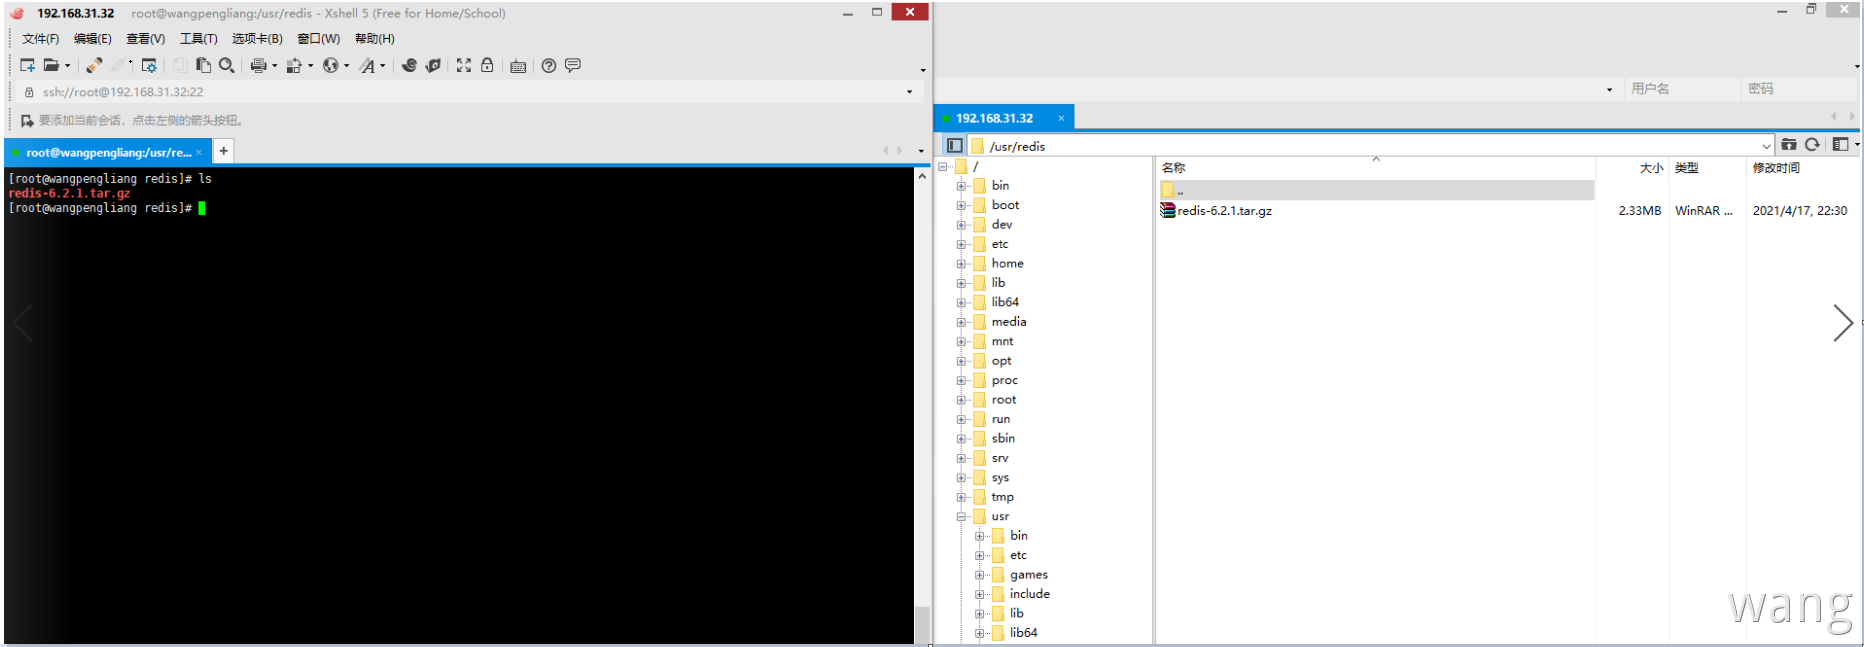 192.168.31.32 root@wangpengliang:/usr/redis - Xshell 5 (Free for Home/School)
文件(F) 编辑(E) 查看(V) 工具(T) 选项卡(B) 窗口(W) 帮助(H)
ssh://root@192.168.31.32:22
要添加当前会话，点击左侧的箭头按钮。
root@wangpengliang:/usr/re... × +
[root@wangpengliang redis]# ls
redis-6.2.1.tar.gz
[root@wangpengliang redis]#
用户名 密码
192.168.31.32 ×
/usr/redis
/
bin
boot
dev
etc
home
lib
lib64
media
mnt
opt
proc
root
run
sbin
srv
sys
tmp
usr
bin
etc
games
include
lib
lib64
名称 大小 类型 修改时间
..
redis-6.2.1.tar.gz 2.33MB WinRAR ... 2021/4/17, 22:30
wang